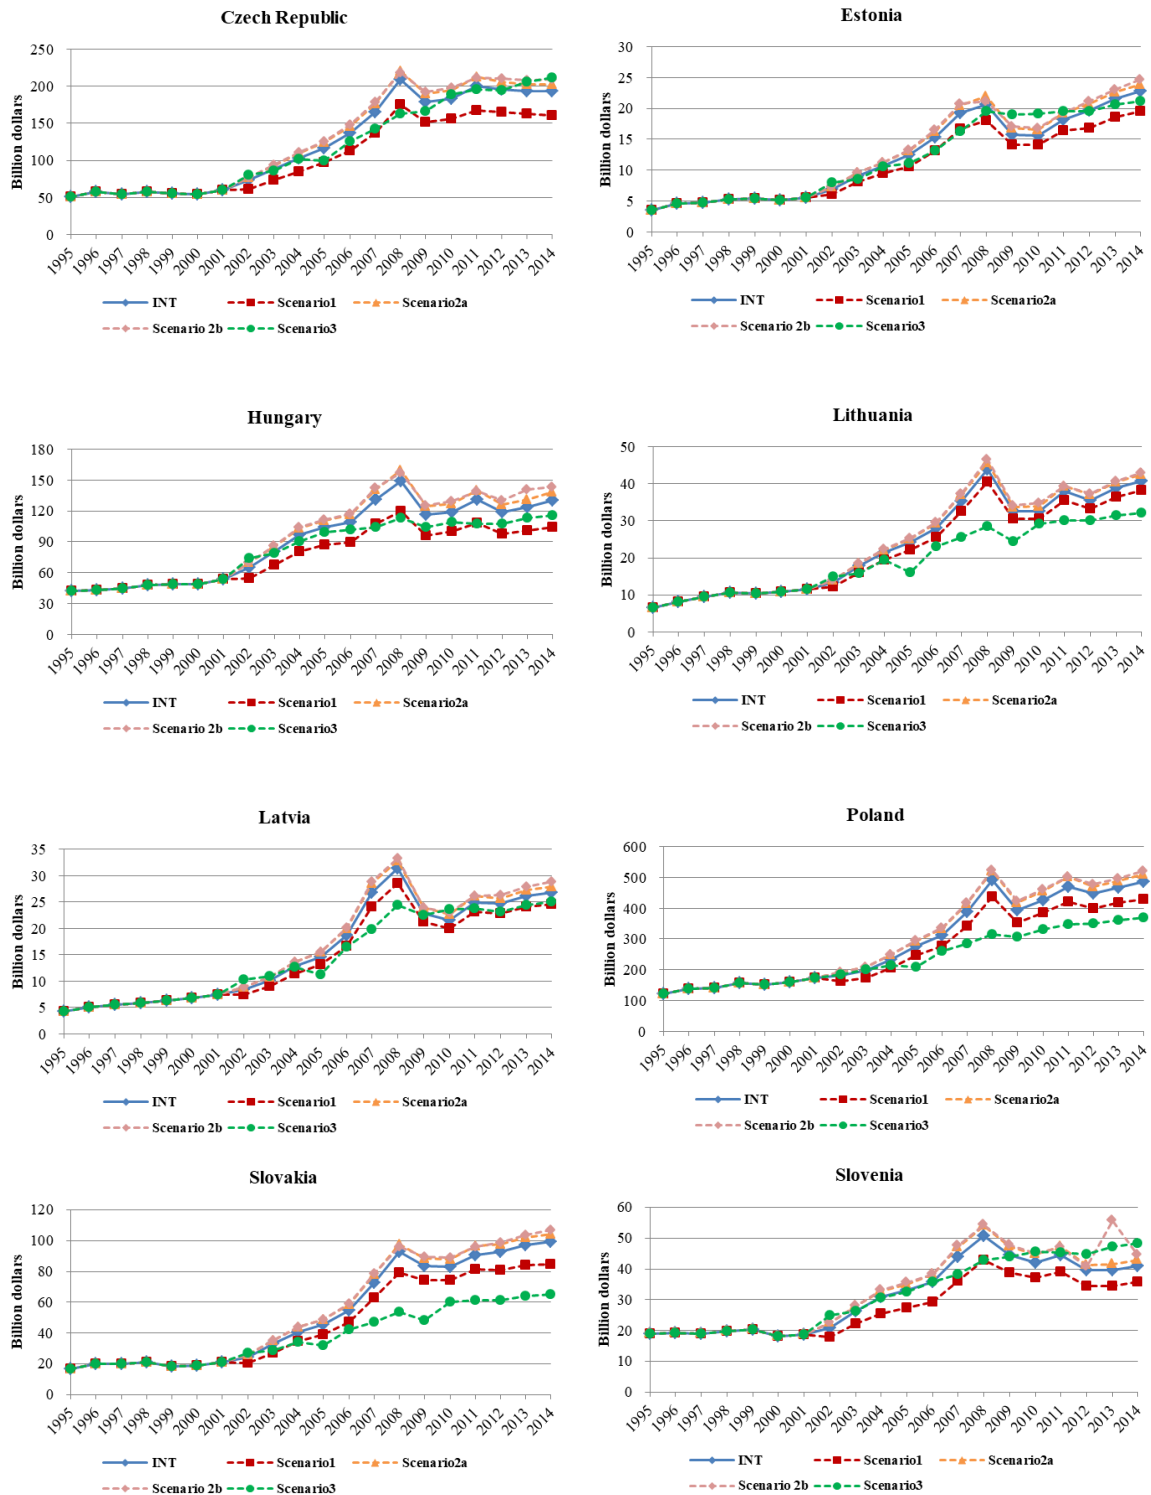 Czech Republic
Billion dollars
250
200
150
100
50
0
1995 1996 1997 1998 1999 2000 2001 2002 2003 2004 2005 2006 2007 2008 2009 2010 2011 2012 2013 2014
INT Scenario1 Scenario2a
Scenario 2b Scenario3
Estonia
Billion dollars
30
25
20
15
10
5
0
1995 1996 1997 1998 1999 2000 2001 2002 2003 2004 2005 2006 2007 2008 2009 2010 2011 2012 2013 2014
INT Scenario1 Scenario2a
Scenario 2b Scenario3
Hungary
Billion dollars
180
150
120
90
60
30
0
1995 1996 1997 1998 1999 2000 2001 2002 2003 2004 2005 2006 2007 2008 2009 2010 2011 2012 2013 2014
INT Scenario1 Scenario2a
Scenario 2b Scenario3
Lithuania
Billion dollars
50
40
30
20
10
0
1995 1996 1997 1998 1999 2000 2001 2002 2003 2004 2005 2006 2007 2008 2009 2010 2011 2012 2013 2014
INT Scenario1 Scenario2a
Scenario 2b Scenario3
Latvia
Billion dollars
35
30
25
20
15
10
5
0
1995 1996 1997 1998 1999 2000 2001 2002 2003 2004 2005 2006 2007 2008 2009 2010 2011 2012 2013 2014
INT Scenario1 Scenario2a
Scenario 2b Scenario3
Poland
Billion dollars
600
500
400
300
200
100
0
1995 1996 1997 1998 1999 2000 2001 2002 2003 2004 2005 2006 2007 2008 2009 2010 2011 2012 2013 2014
INT Scenario1 Scenario2a
Scenario 2b Scenario3
Slovakia
Billion dollars
120
100
80
60
40
20
0
1995 1996 1997 1998 1999 2000 2001 2002 2003 2004 2005 2006 2007 2008 2009 2010 2011 2012 2013 2014
INT Scenario1 Scenario2a
Scenario 2b Scenario3
Slovenia
Billion dollars
60
50
40
30
20
10
0
1995 1996 1997 1998 1999 2000 2001 2002 2003 2004 2005 2006 2007 2008 2009 2010 2011 2012 2013 2014
INT Scenario1 Scenario2a
Scenario 2b Scenario3